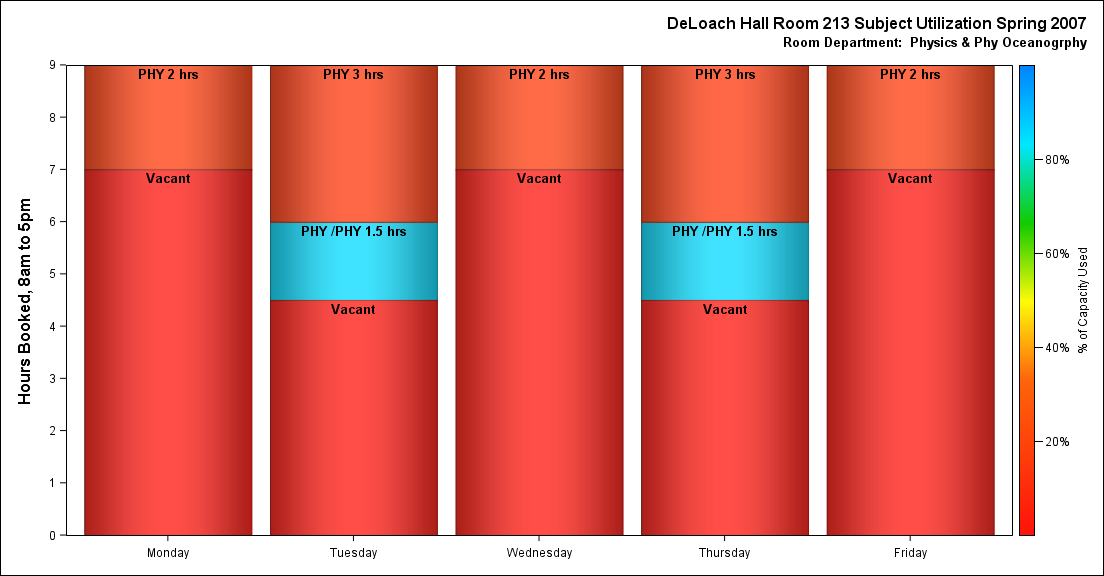 DeLoach Hall Room 213 Subject Utilization Spring 2007
Room Department:  Physics & Phy Oceanogrphy
Hours Booked, 8am to 5pm
9
8
7
6
5
4
3
2
1
0
PHY 2 hrs
Vacant
PHY 3 hrs
PHY /PHY 1.5 hrs
Vacant
PHY 2 hrs
Vacant
PHY 3 hrs
PHY /PHY 1.5 hrs
Vacant
PHY 2 hrs
Vacant
Monday
Tuesday
Wednesday
Thursday
Friday
80%
60%
40%
20%
% of Capacity Used